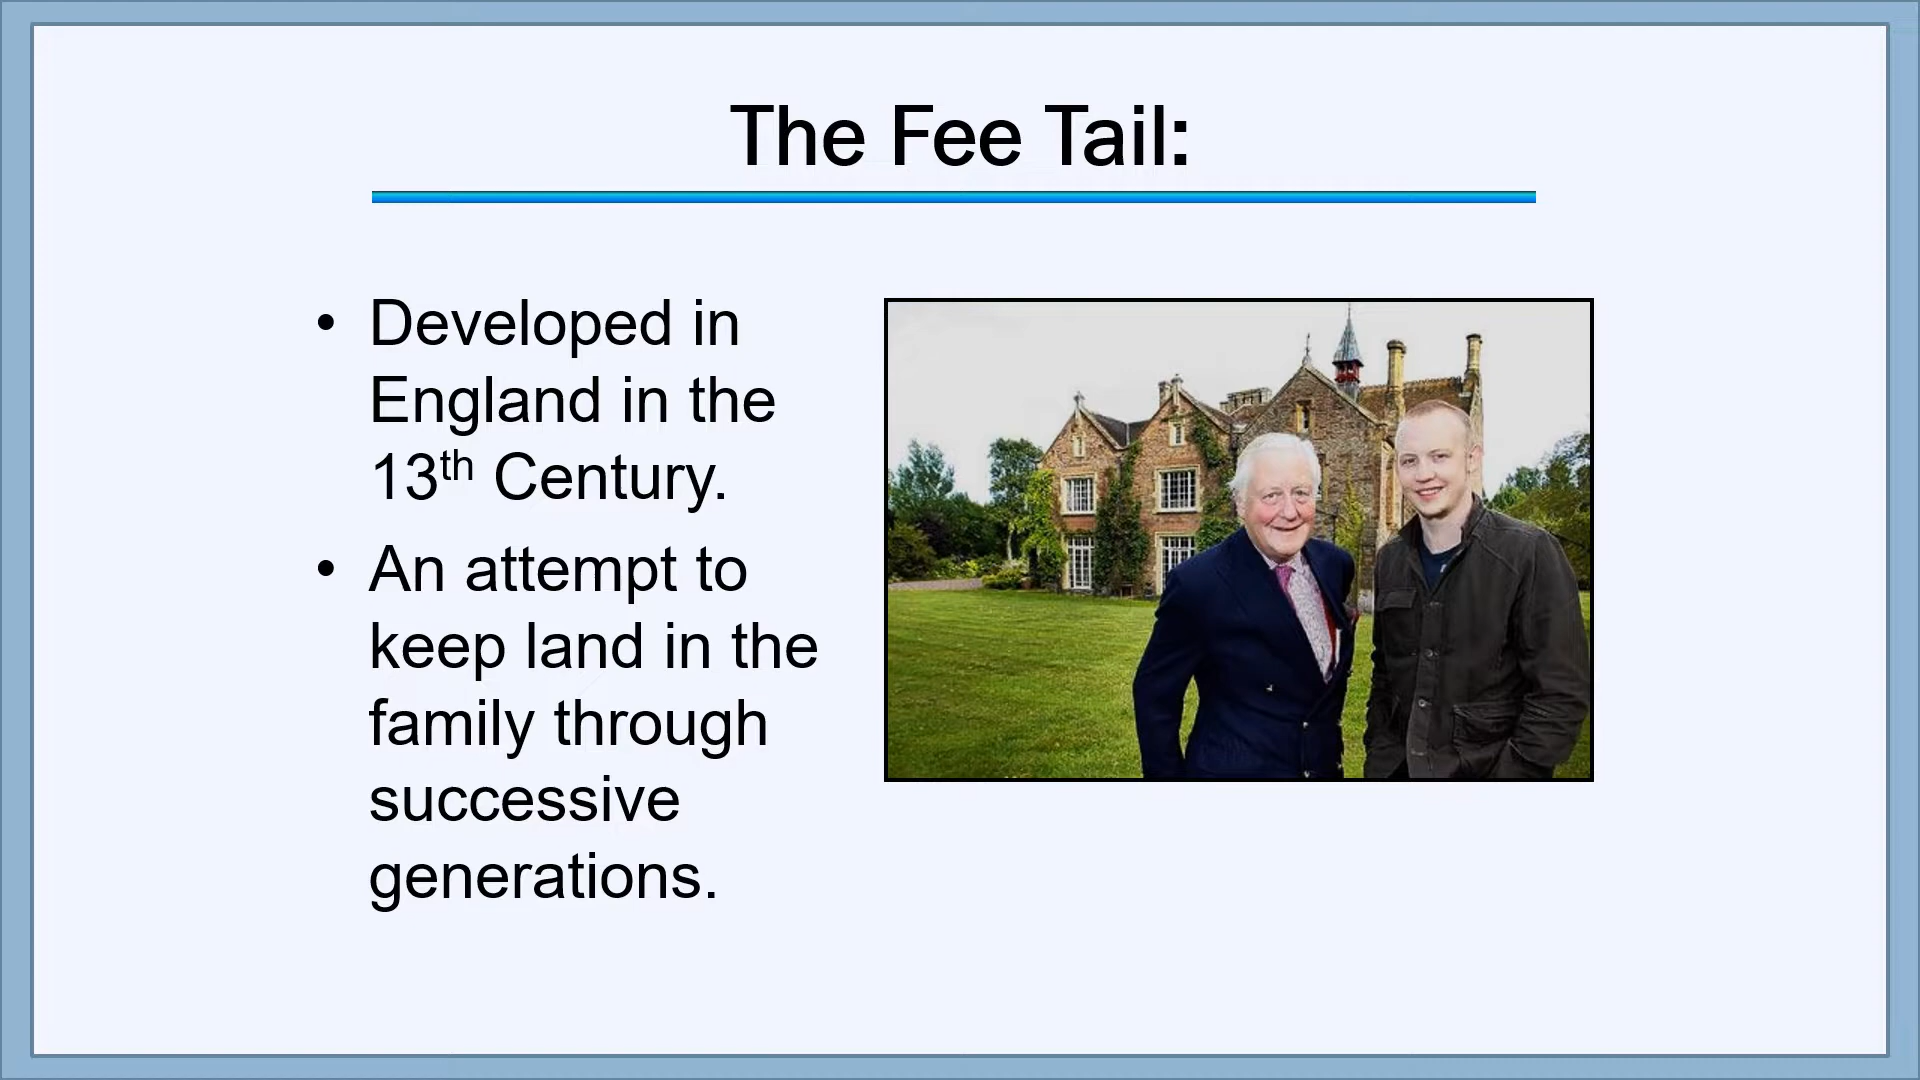 The Fee Tail:
• Developed in
England in the
13th Century.
• An attempt to
keep land in the
family through
successive
generations.